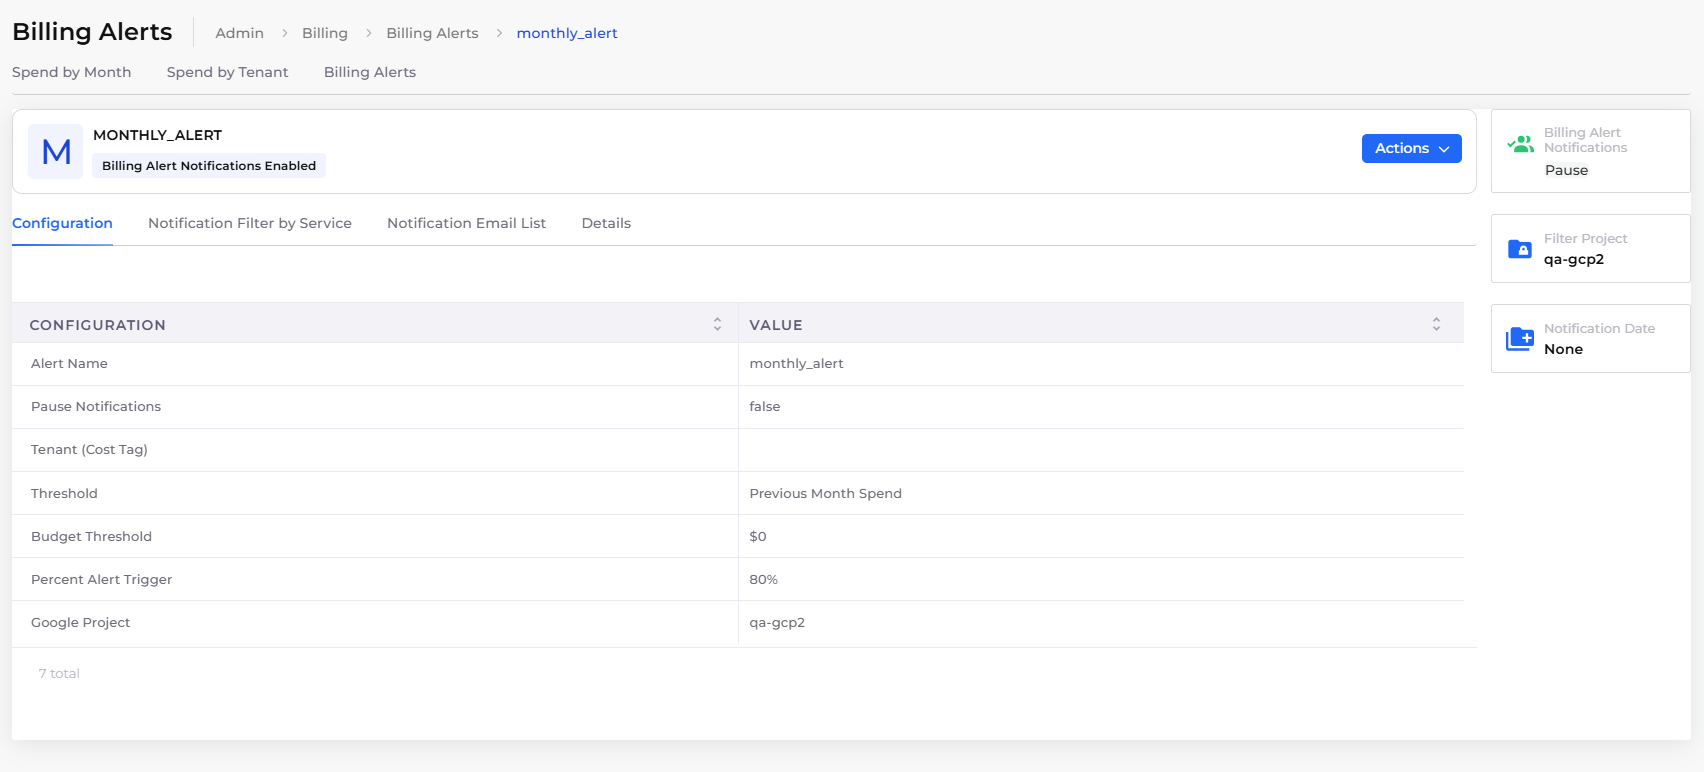 Billing Alerts
Admin > Billing > Billing Alerts > monthly_alert
Spend by Month Spend by Tenant Billing Alerts
M
MONTHLY_ALERT
Billing Alert Notifications Enabled
Actions
Billing Alert
Notifications
Pause
Configuration Notification Filter by Service Notification Email List Details
Filter Project
qa-gcp2
Notification Date
None
CONFIGURATION VALUE
Alert Name monthly_alert
Pause Notifications false
Tenant (Cost Tag)
Threshold Previous Month Spend
Budget Threshold $0
Percent Alert Trigger 80%
Google Project qa-gcp2
7 total